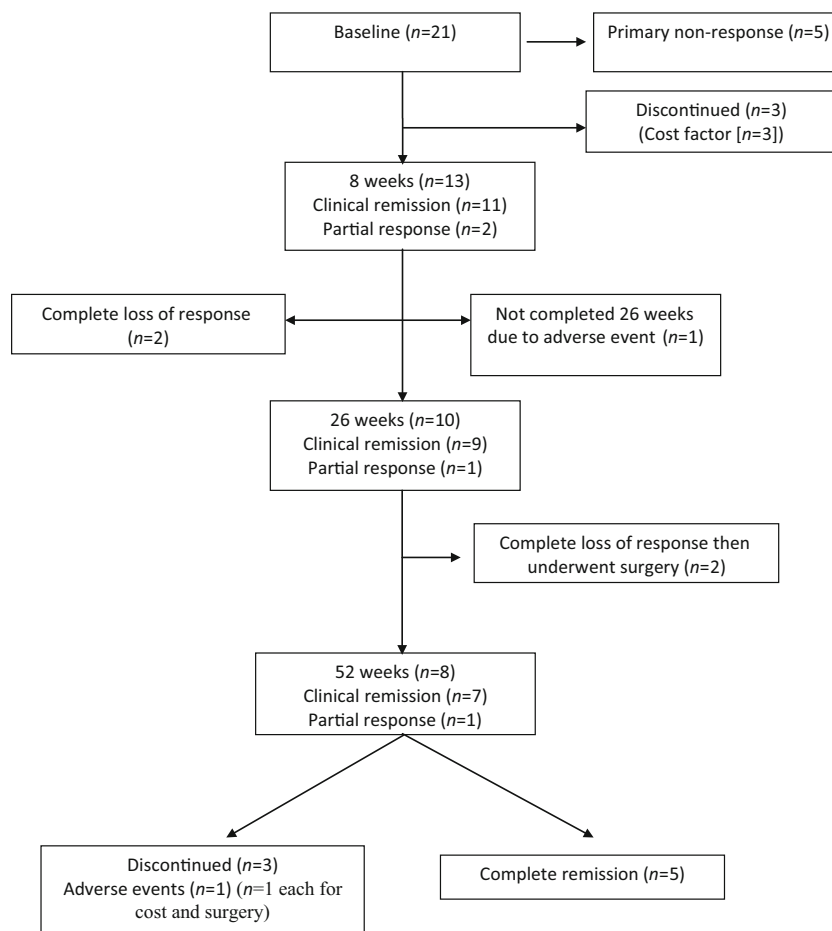 Baseline (n=21)
Primary non-response (n=5)
Discontinued (n=3)
(Cost factor [n=3])
8 weeks (n=13)
Clinical remission (n=11)
Partial response (n=2)
Complete loss of response
(n=2)
Not completed 26 weeks
due to adverse event (n=1)
26 weeks (n=10)
Clinical remission (n=9)
Partial response (n=1)
Complete loss of response then
underwent surgery (n=2)
52 weeks (n=8)
Clinical remission (n=7)
Partial response (n=1)
Discontinued (n=3)
Adverse events (n=1) (n=1 each for
cost and surgery)
Complete remission (n=5)